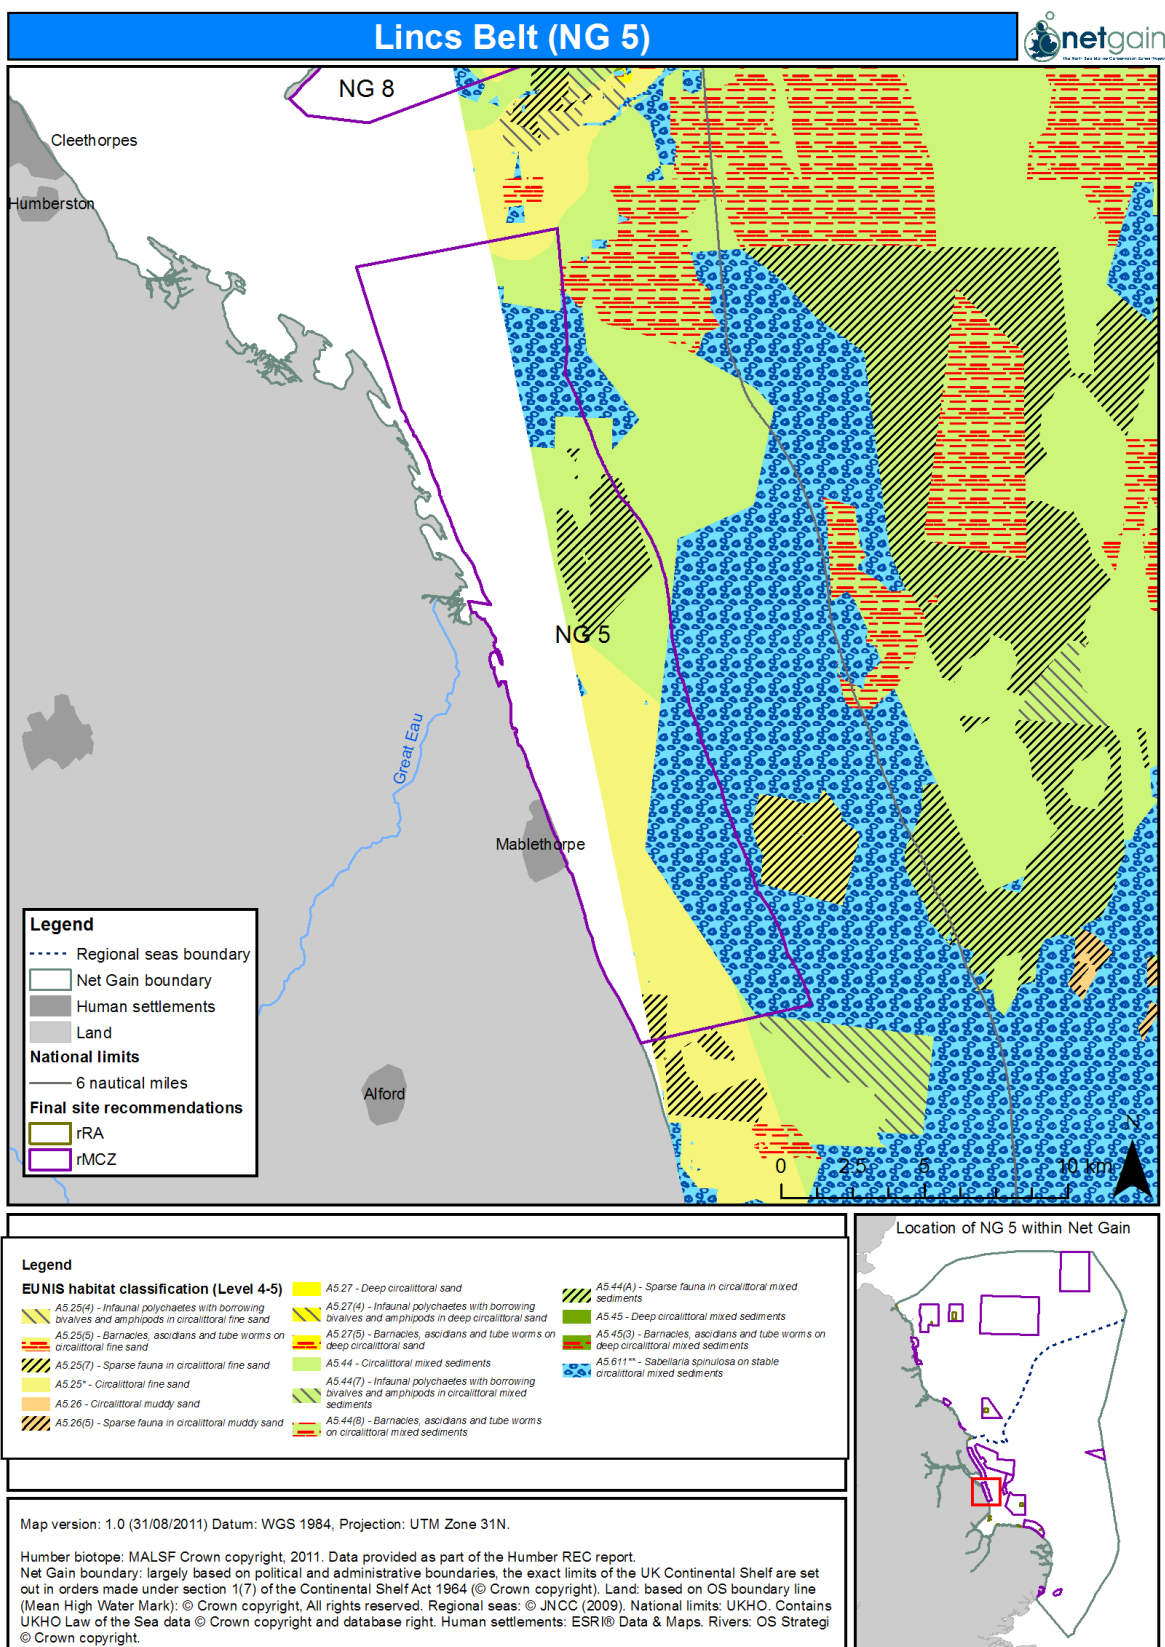 Lincs Belt (NG 5)
netgain
The North Sea Marine Conservation Zones Project
NG 8
Cleethorpes
Humberston
NG 5
Great Eau
Mablethorpe
Alford
Legend
Regional seas boundary
Net Gain boundary
Human settlements
Land
National limits
6 nautical miles
Final site recommendations
rRA
rMCZ
N
0 2.5 5 10 km
Legend
EUNIS habitat classification (Level 4-5)
A5.25(4) - Infaunal polychaetes with borrowing
bivalves and amphipods in circalittoral fine sand
A5.25(5) - Barnacles, ascidians and tube worms on
circalittoral fine sand
A5.25(7) - Sparse fauna in circalittoral fine sand
A5.25* - Circalittoral fine sand
A5.26 - Circalittoral muddy sand
A5.26(5) - Sparse fauna in circalittoral muddy sand
A5.27 - Deep circalittoral sand
A5.27(4) - Infaunal polychaetes with borrowing
bivalves and amphipods in deep circalittoral sand
A5.27(5) - Barnacles, ascidians and tube worms on
deep circalittoral sand
A5.44 - Circalittoral mixed sediments
A5.44(7) - Infaunal polychaetes with borrowing
bivalves and amphipods in circalittoral mixed
sediments
A5.44(8) - Barnacles, ascidians and tube worms
on circalittoral mixed sediments
A5.44(A) - Sparse fauna in circalittoral mixed
sediments
A5.45 - Deep circalittoral mixed sediments
A5.45(3) - Barnacles, ascidians and tube worms on
deep circalittoral mixed sediments
A5.611** - Sabellaria spinulosa on stable
circalittoral mixed sediments
Location of NG 5 within Net Gain
Map version: 1.0 (31/08/2011) Datum: WGS 1984, Projection: UTM Zone 31N.
Humber biotope: MALSF Crown copyright, 2011. Data provided as part of the Humber REC report.
Net Gain boundary: largely based on political and administrative boundaries, the exact limits of the UK Continental Shelf are set
out in orders made under section 1(7) of the Continental Shelf Act 1964 (© Crown copyright). Land: based on OS boundary line
(Mean High Water Mark): © Crown copyright, All rights reserved. Regional seas: © JNCC (2009). National limits: UKHO. Contains
UKHO Law of the Sea data © Crown copyright and database right. Human settlements: ESRI® Data & Maps. Rivers: OS Strategi
© Crown copyright.